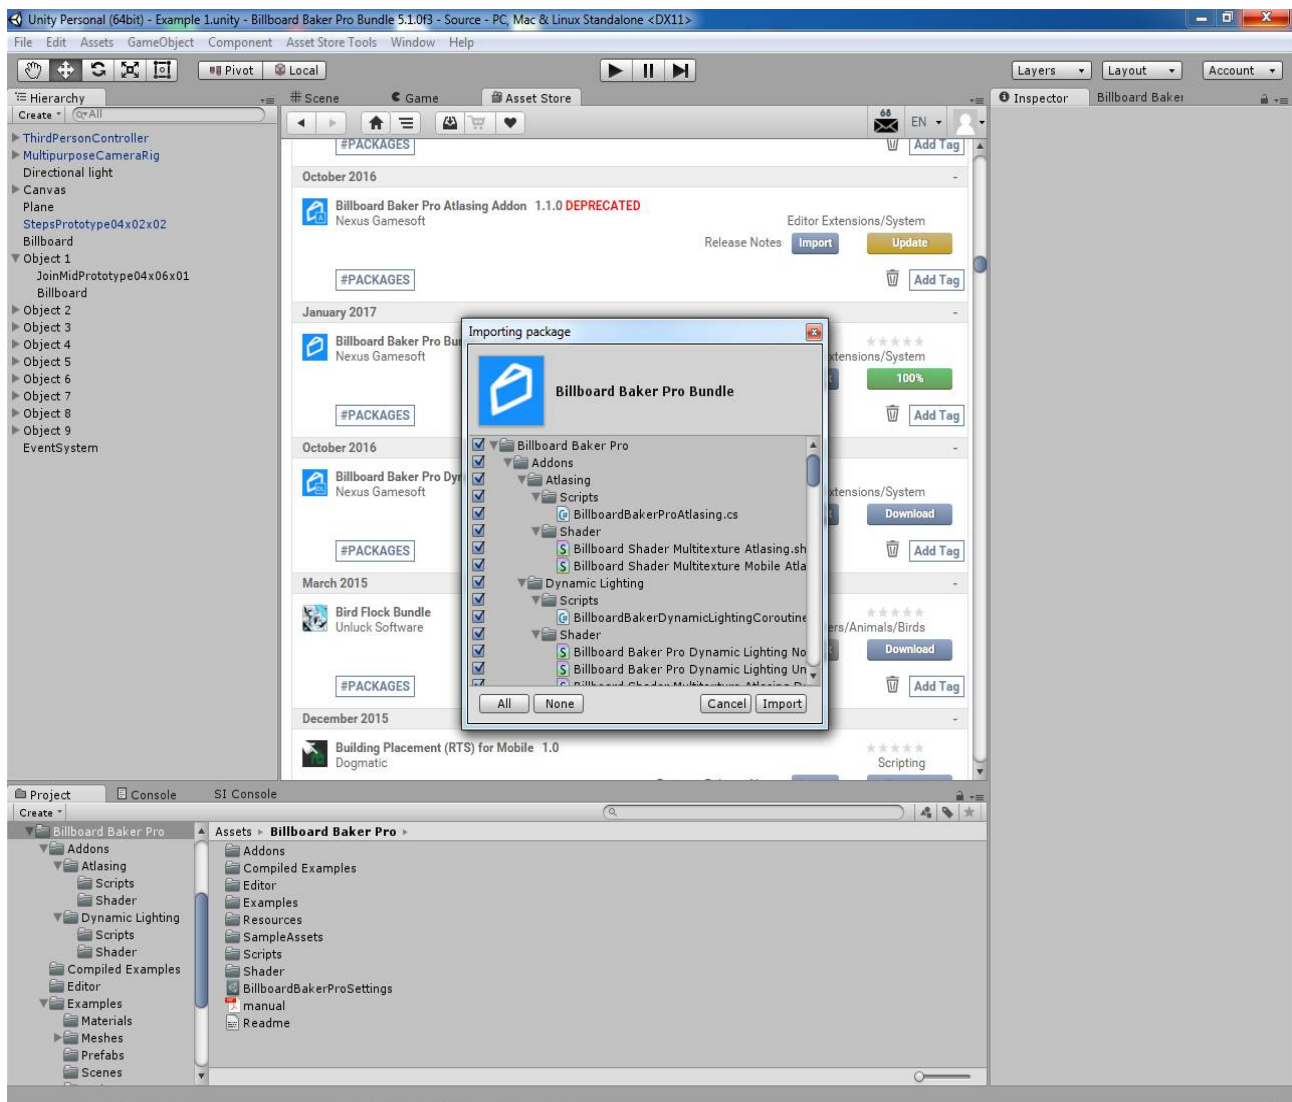 Unity Personal (64bit) - Example 1.unity - Billboard Baker Pro Bundle 5.1.0f3 - Source - PC, Mac & Linux Standalone <DX11>
File Edit Assets GameObject Component Asset Store Tools Window Help
Pivot Local Layers Layout Account
Hierarchy
Create All
ThirdPersonController
MultipurposeCameraRig
Directional light
Canvas
Plane
StepsPrototype04x02x02
Billboard
Object 1
JoinMidPrototype04x06x01
Billboard
Object 2
Object 3
Object 4
Object 5
Object 6
Object 7
Object 8
Object 9
EventSystem
Scene Game Asset Store
68 EN
#PACKAGES Add Tag
October 2016 -
Billboard Baker Pro Atlasing Addon 1.1.0 DEPRECATED
Nexus Gamesoft Editor Extensions/System
Release Notes Import Update
#PACKAGES Add Tag
January 2017 -
Billboard Baker Pro Bu
Nexus Gamesoft xtensions/System
100%
#PACKAGES Add Tag
October 2016 -
Billboard Baker Pro Dy
Nexus Gamesoft xtensions/System
Download
#PACKAGES Add Tag
March 2015 -
Bird Flock Bundle
Unluck Software ers/Animals/Birds
Download
#PACKAGES Add Tag
December 2015 -
Building Placement (RTS) for Mobile 1.0
Dogmatic Scripting
Importing package
Billboard Baker Pro Bundle
Billboard Baker Pro
Addons
Atlasing
Scripts
BillboardBakerProAtlasing.cs
Shader
Billboard Shader Multitexture Atlasing.sh
Billboard Shader Multitexture Mobile Atla
Dynamic Lighting
Scripts
BillboardBakerDynamicLightingCoroutine
Shader
Billboard Baker Pro Dynamic Lighting No
Billboard Baker Pro Dynamic Lighting Un
Billboard Shader Multitexture Atlasing
All None Cancel Import
Inspector Billboard Baker
Project Console SI Console
Create
Billboard Baker Pro
Addons
Atlasing
Scripts
Shader
Dynamic Lighting
Scripts
Shader
Compiled Examples
Editor
Examples
Materials
Meshes
Prefabs
Scenes
Assets Billboard Baker Pro
Addons
Compiled Examples
Editor
Examples
Resources
SampleAssets
Scripts
Shader
BillboardBakerProSettings
manual
Readme